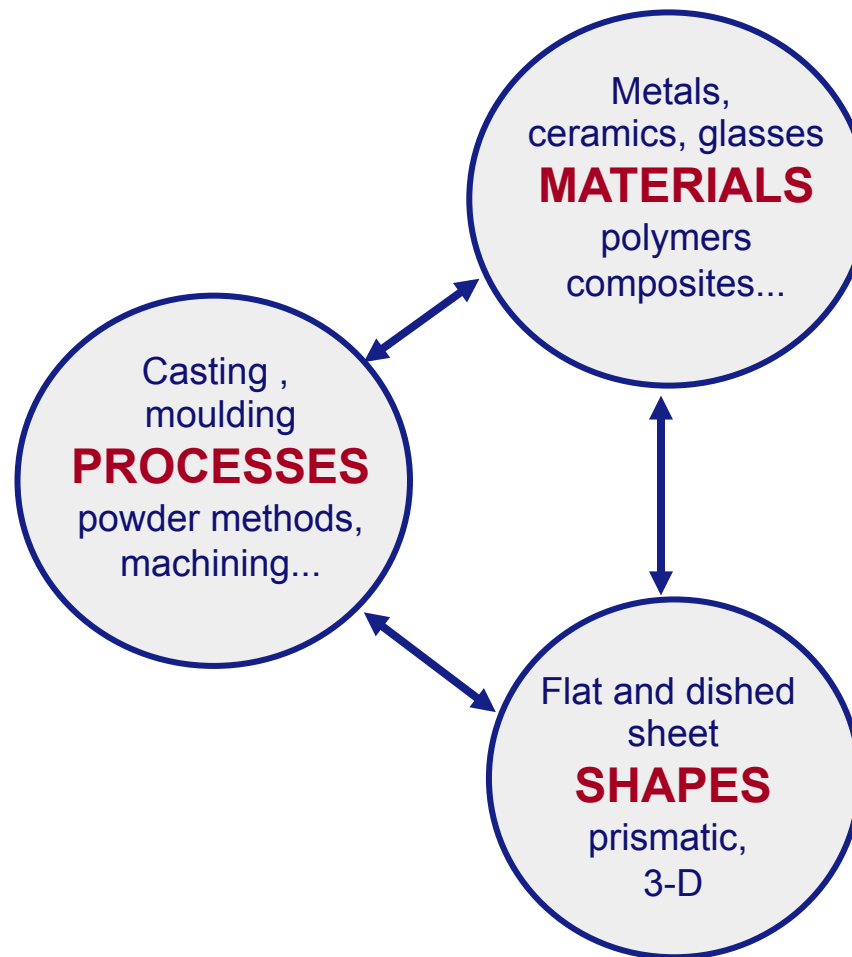 Metals,
ceramics, glasses
MATERIALS
polymers
composites...
Casting ,
moulding
PROCESSES
powder methods,
machining...
Flat and dished
sheet
SHAPES
prismatic,
3-D